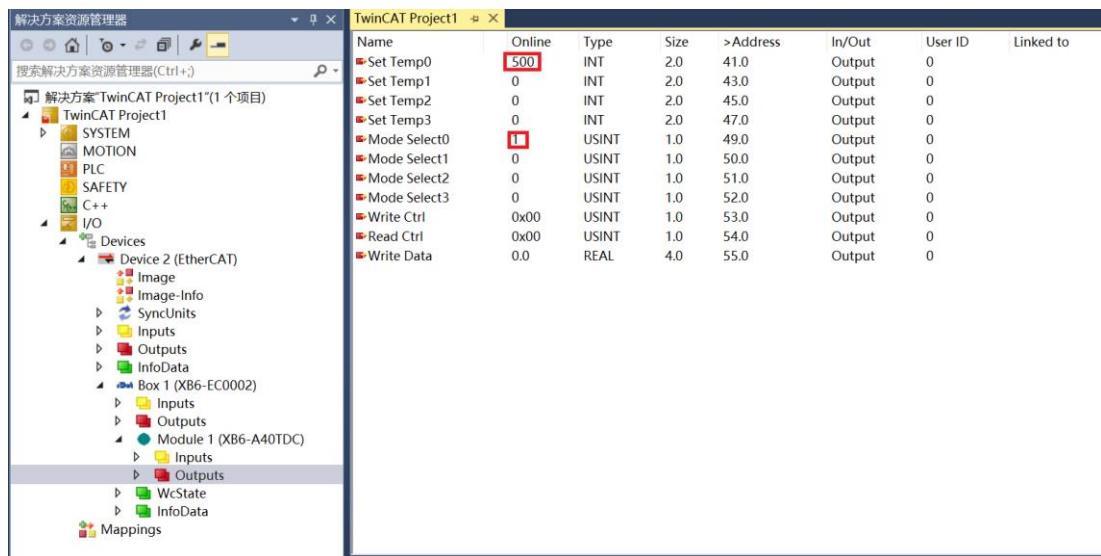 解决方案资源管理器
搜索解决方案资源管理器(Ctrl+;)
解决方案"TwinCAT Project1"(1 个项目)
TwinCAT Project1
SYSTEM
MOTION
PLC
SAFETY
C++
I/O
Devices
Device 2 (EtherCAT)
Image
Image-Info
SyncUnits
Inputs
Outputs
InfoData
Box 1 (XB6-EC0002)
Inputs
Outputs
Module 1 (XB6-A40TDC)
Inputs
Outputs
WcState
InfoData
Mappings
TwinCAT Project1
Name Online Type Size >Address In/Out User ID Linked to
Set Temp0 500 INT 2.0 41.0 Output 0
Set Temp1 0 INT 2.0 43.0 Output 0
Set Temp2 0 INT 2.0 45.0 Output 0
Set Temp3 0 INT 2.0 47.0 Output 0
Mode Select0 1 USINT 1.0 49.0 Output 0
Mode Select1 0 USINT 1.0 50.0 Output 0
Mode Select2 0 USINT 1.0 51.0 Output 0
Mode Select3 0 USINT 1.0 52.0 Output 0
Write Ctrl 0x00 USINT 1.0 53.0 Output 0
Read Ctrl 0x00 USINT 1.0 54.0 Output 0
Write Data 0.0 REAL 4.0 55.0 Output 0